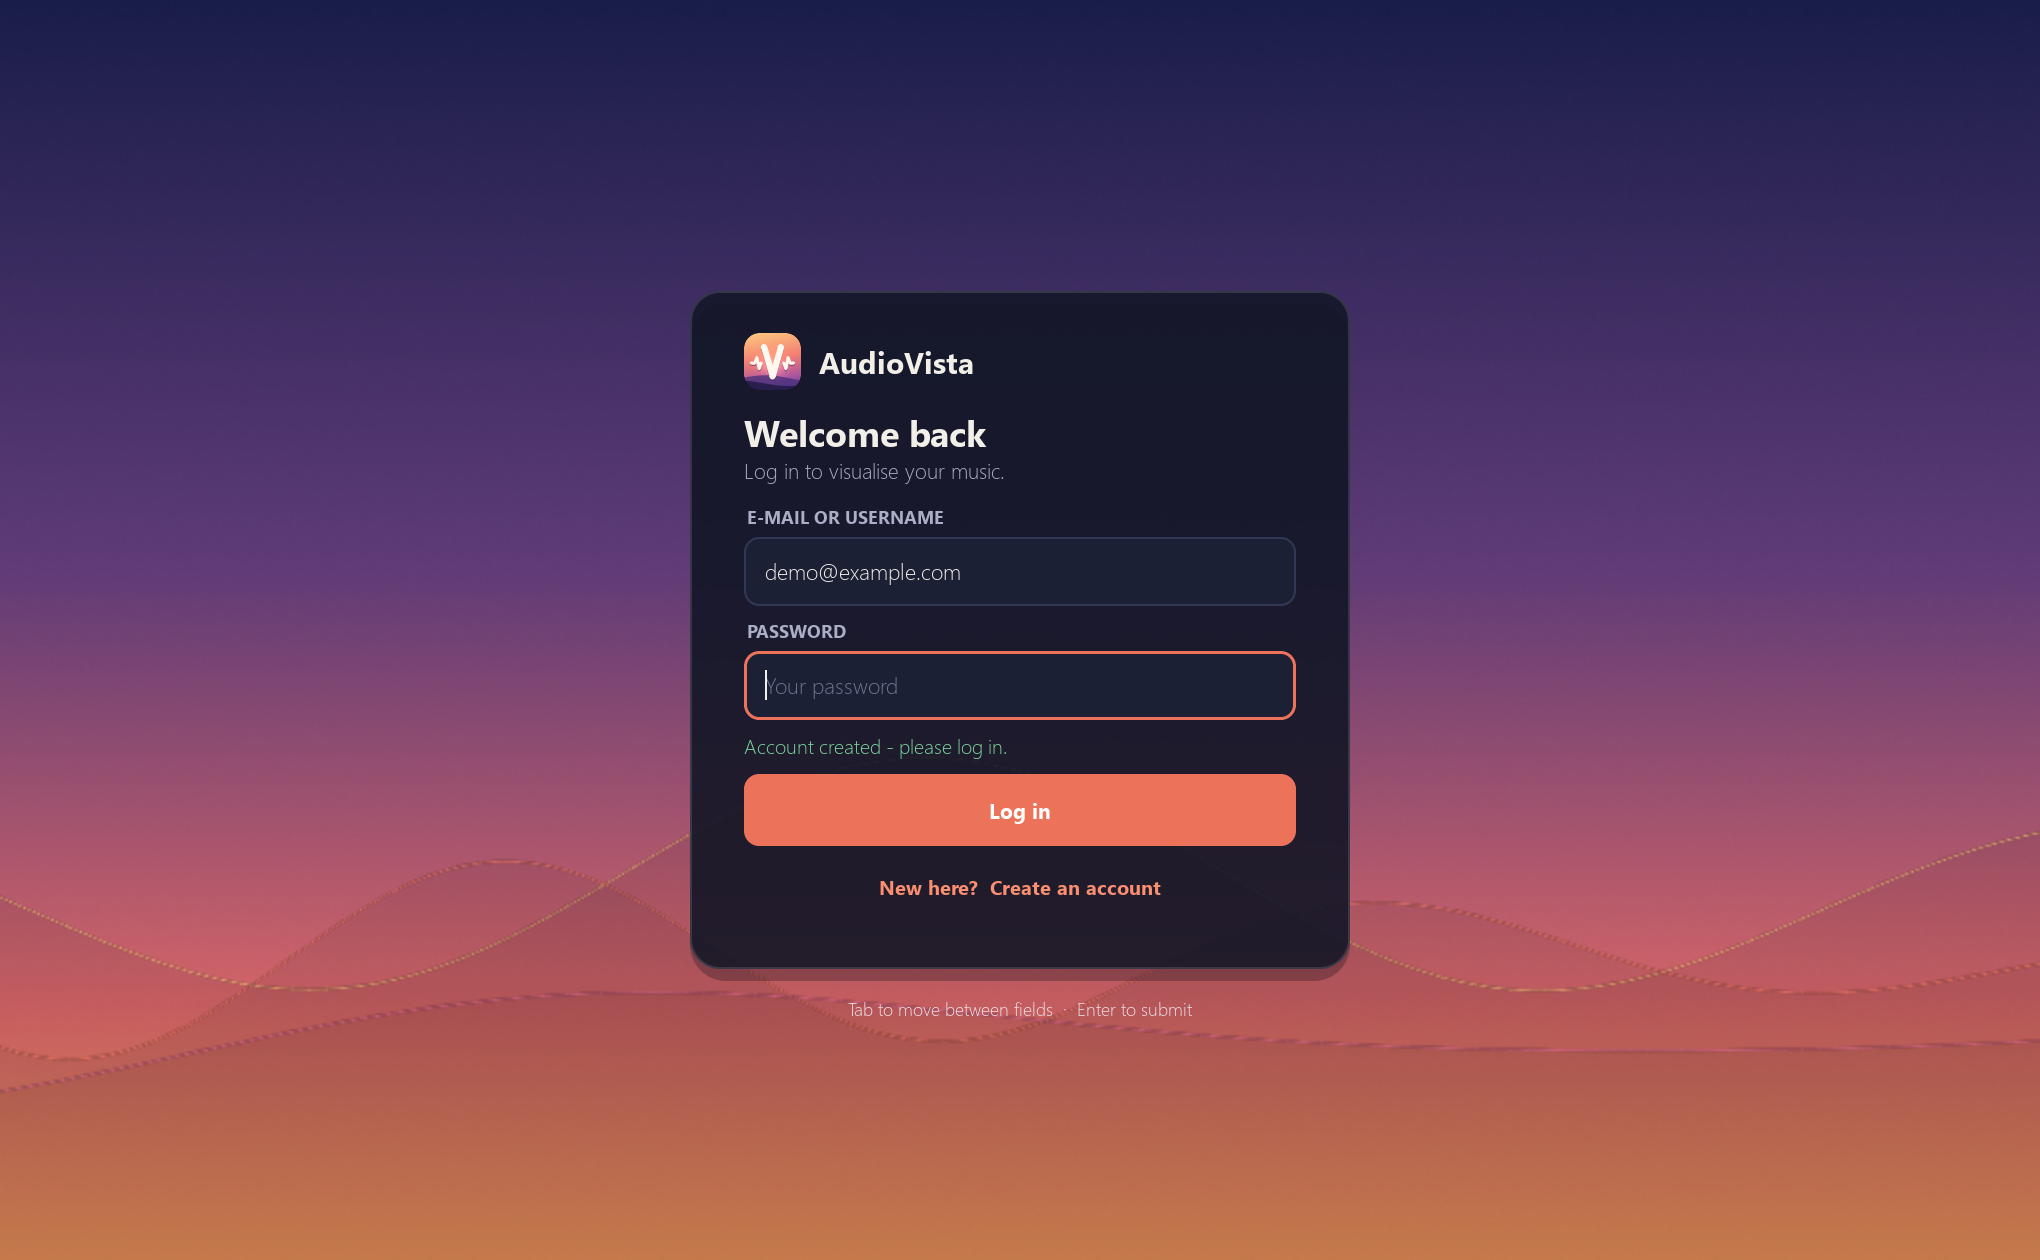 AudioVista
Welcome back
Log in to visualise your music.
E-MAIL OR USERNAME
demo@example.com
PASSWORD
Your password
Account created - please log in.
Log in
New here? Create an account
Tab to move between fields · Enter to submit